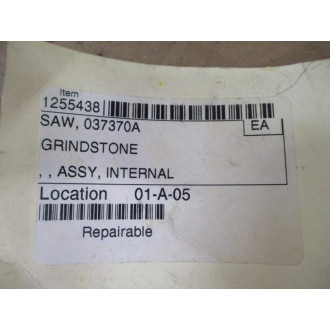 Item
1255438
SAW, 037370A
EA
GRINDSTONE
, , ASSY, INTERNAL
Location 01-A-05
Repairable